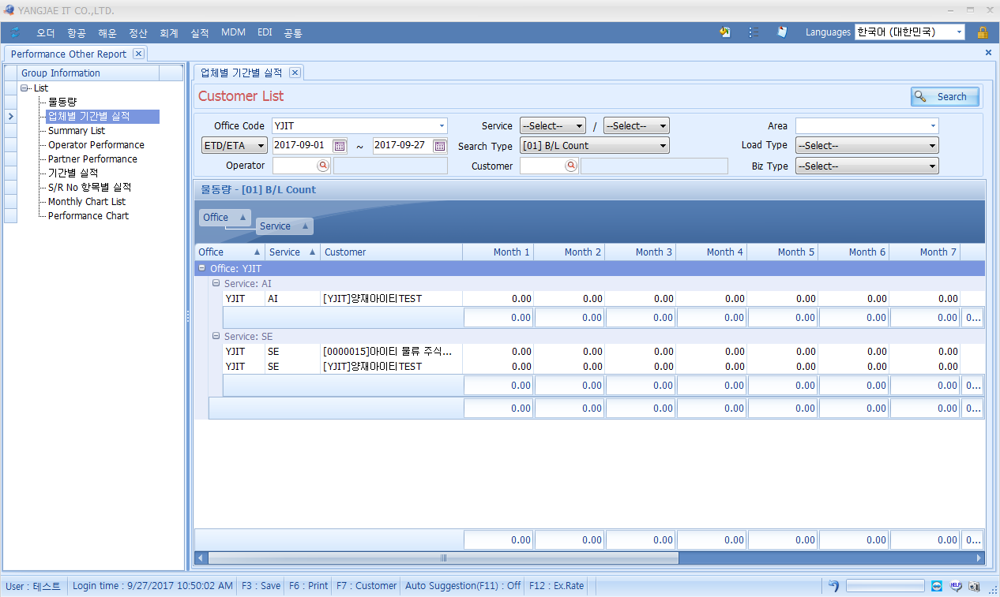 YANGJAE IT CO.,LTD.
오더 항공 해운 정산 회계 실적 MDM EDI 공통 Languages 한국어 (대한민국)
Performance Other Report
Group Information
List
물동량
업체별 기간별 실적
Summary List
Operator Performance
Partner Performance
기간별 실적
S/R No 항목별 실적
Monthly Chart List
Performance Chart
업체별 기간별 실적
Customer List Search
Office Code YJIT Service --Select-- / --Select-- Area
ETD/ETA 2017-09-01 ~ 2017-09-27 Search Type [01] B/L Count Load Type --Select--
Operator Customer Biz Type --Select--
물동량 - [01] B/L Count
Office
Service
Office Service Customer Month 1 Month 2 Month 3 Month 4 Month 5 Month 6 Month 7
Office: YJIT
Service: AI
YJIT AI [YJIT]양재아이티TEST 0.00 0.00 0.00 0.00 0.00 0.00 0.00
0.00 0.00 0.00 0.00 0.00 0.00 0.00 0...
Service: SE
YJIT SE [0000015]아이티 물류 주식... 0.00 0.00 0.00 0.00 0.00 0.00 0.00
YJIT SE [YJIT]양재아이티TEST 0.00 0.00 0.00 0.00 0.00 0.00 0.00
0.00 0.00 0.00 0.00 0.00 0.00 0.00 0...
0.00 0.00 0.00 0.00 0.00 0.00 0.00 0...
0.00 0.00 0.00 0.00 0.00 0.00 0.00 0...
User : 테스트 Login time : 9/27/2017 10:50:02 AM F3 : Save F6 : Print F7 : Customer Auto Suggestion(F11) : Off F12 : Ex.Rate HELP